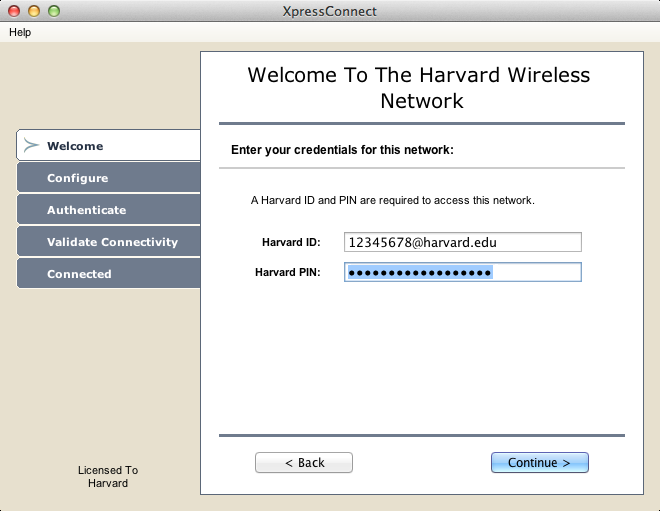 XpressConnect
Help
Welcome To The Harvard Wireless
Network
Welcome
Configure
Authenticate
Validate Connectivity
Connected
Enter your credentials for this network:
A Harvard ID and PIN are required to access this network.
Harvard ID: 12345678@harvard.edu
Harvard PIN: ••••••••••••••••••
Licensed To
Harvard
< Back
Continue >